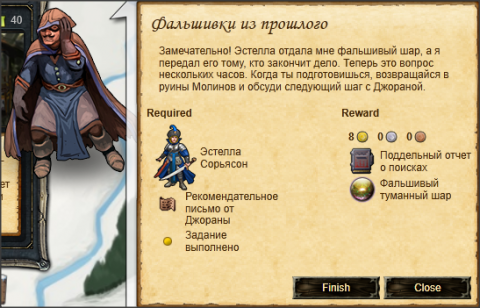 40
Фальшивки из прошлого
Замечательно! Эстелла отдала мне фальшивый шар, а я
передал его тому, кто закончит дело. Теперь это вопрос
нескольких часов. Когда ты подготовишься, возвращайся в
руины Молинов и обсуди следующий шаг с Джораной.
Required
Эстелла
Сорьясон
Рекомендательное
письмо от
Джораны
Задание
выполнено
Reward
8 0 0
Поддельный отчет
о поисках
Фальшивый
туманный шар
Finish
Close